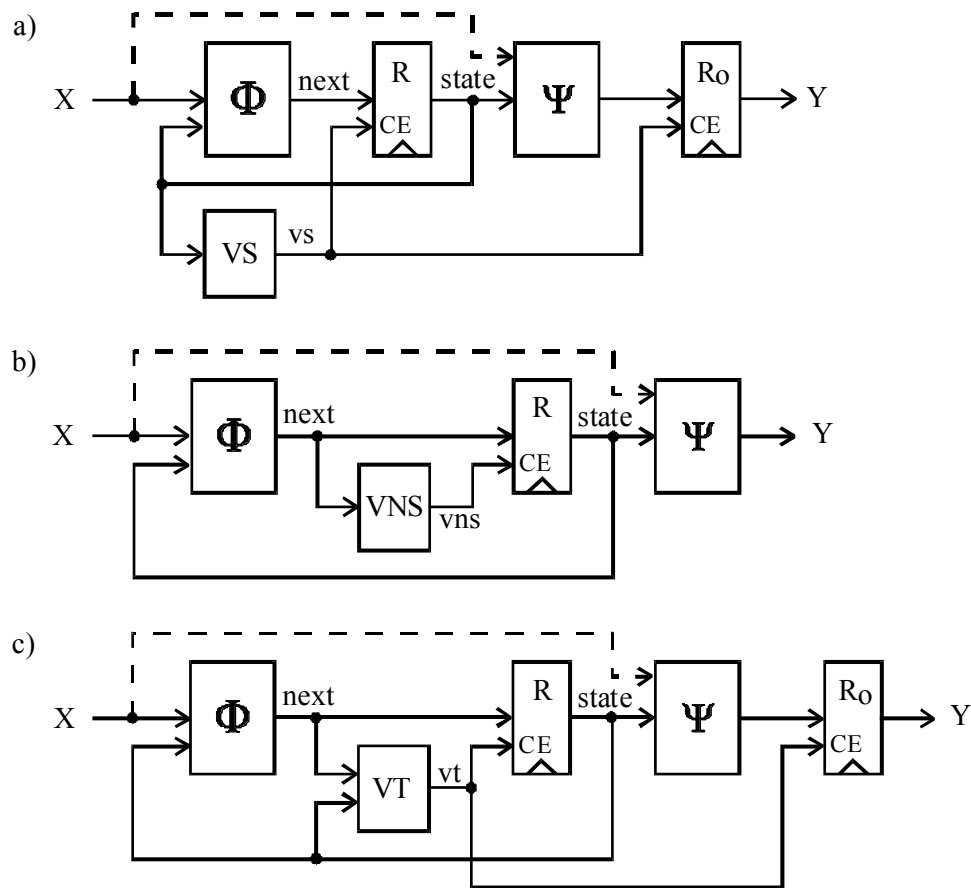 a)
X
Φ
next
R
CE
state
Ψ
Ro
CE
Y
VS
vs
b)
X
Φ
next
VNS
vns
R
CE
state
Ψ
Y
c)
X
Φ
next
VT
vt
R
CE
state
Ψ
Ro
CE
Y